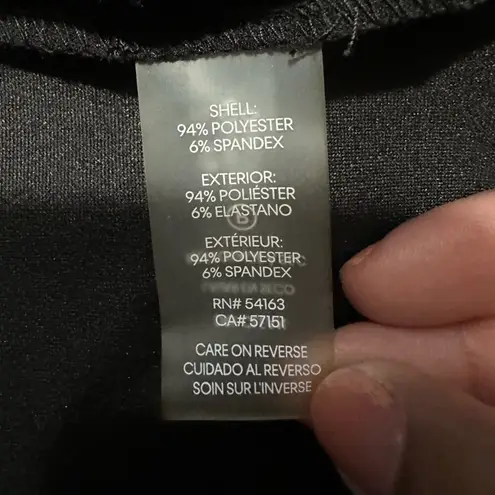 SHELL:
94% POLYESTER
6% SPANDEX
EXTERIOR:
94% POLIÉSTER
6% ELASTANO
EXTÉRIEUR:
94% POLYESTER
6% SPANDEX
RN# 54163
CA# 57151
CARE ON REVERSE
CUIDADO AL REVERSO
SOIN SUR L'INVERSE